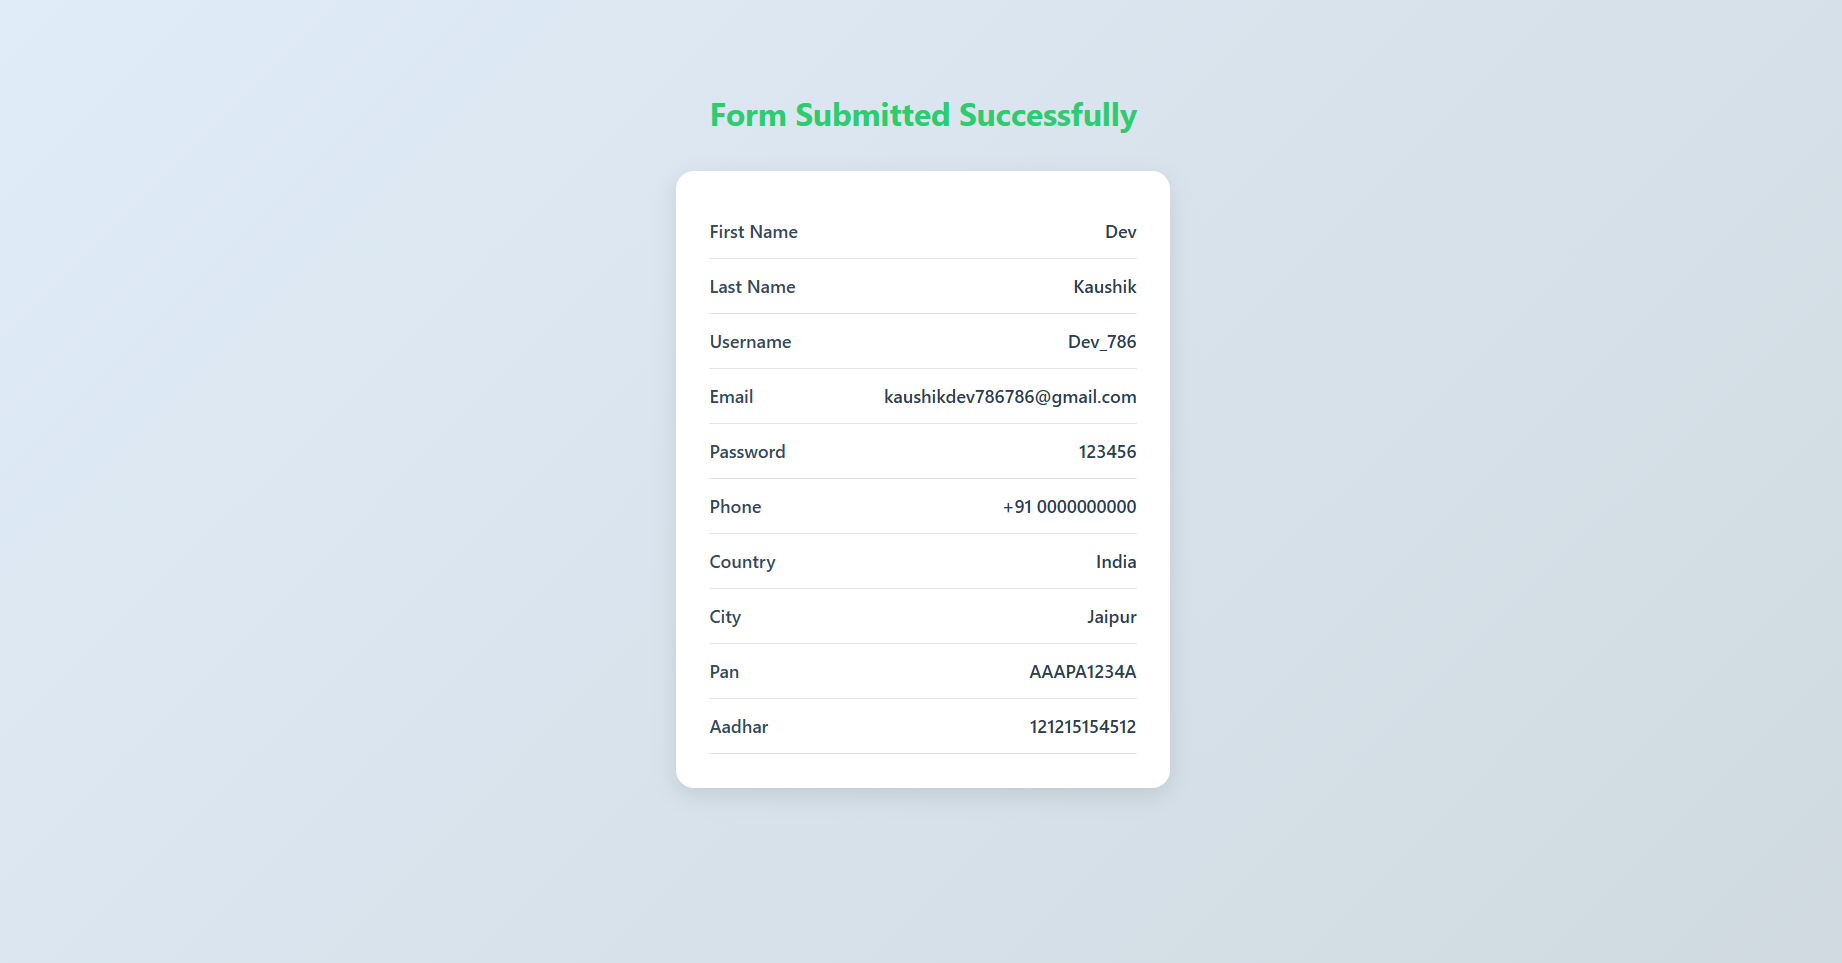 Form Submitted Successfully
First Name Dev
Last Name Kaushik
Username Dev_786
Email kaushikdev786786@gmail.com
Password 123456
Phone +91 0000000000
Country India
City Jaipur
Pan AAAPA1234A
Aadhar 121215154512